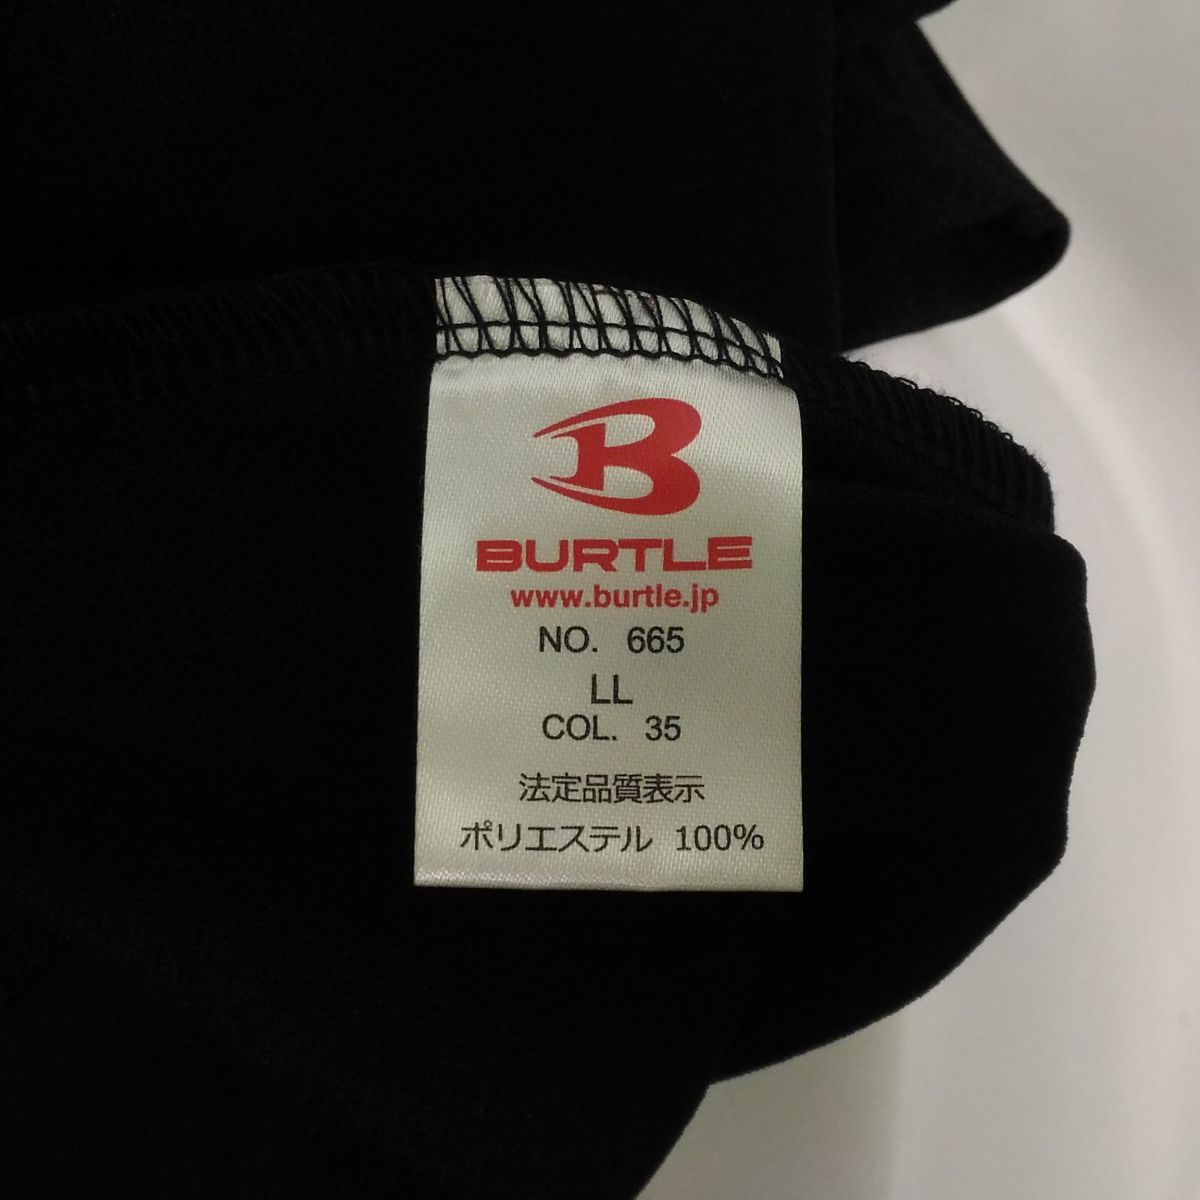 BURTLE
www.burtle.jp
NO. 665
LL
COL. 35
法定品質表示
ポリエステル 100%